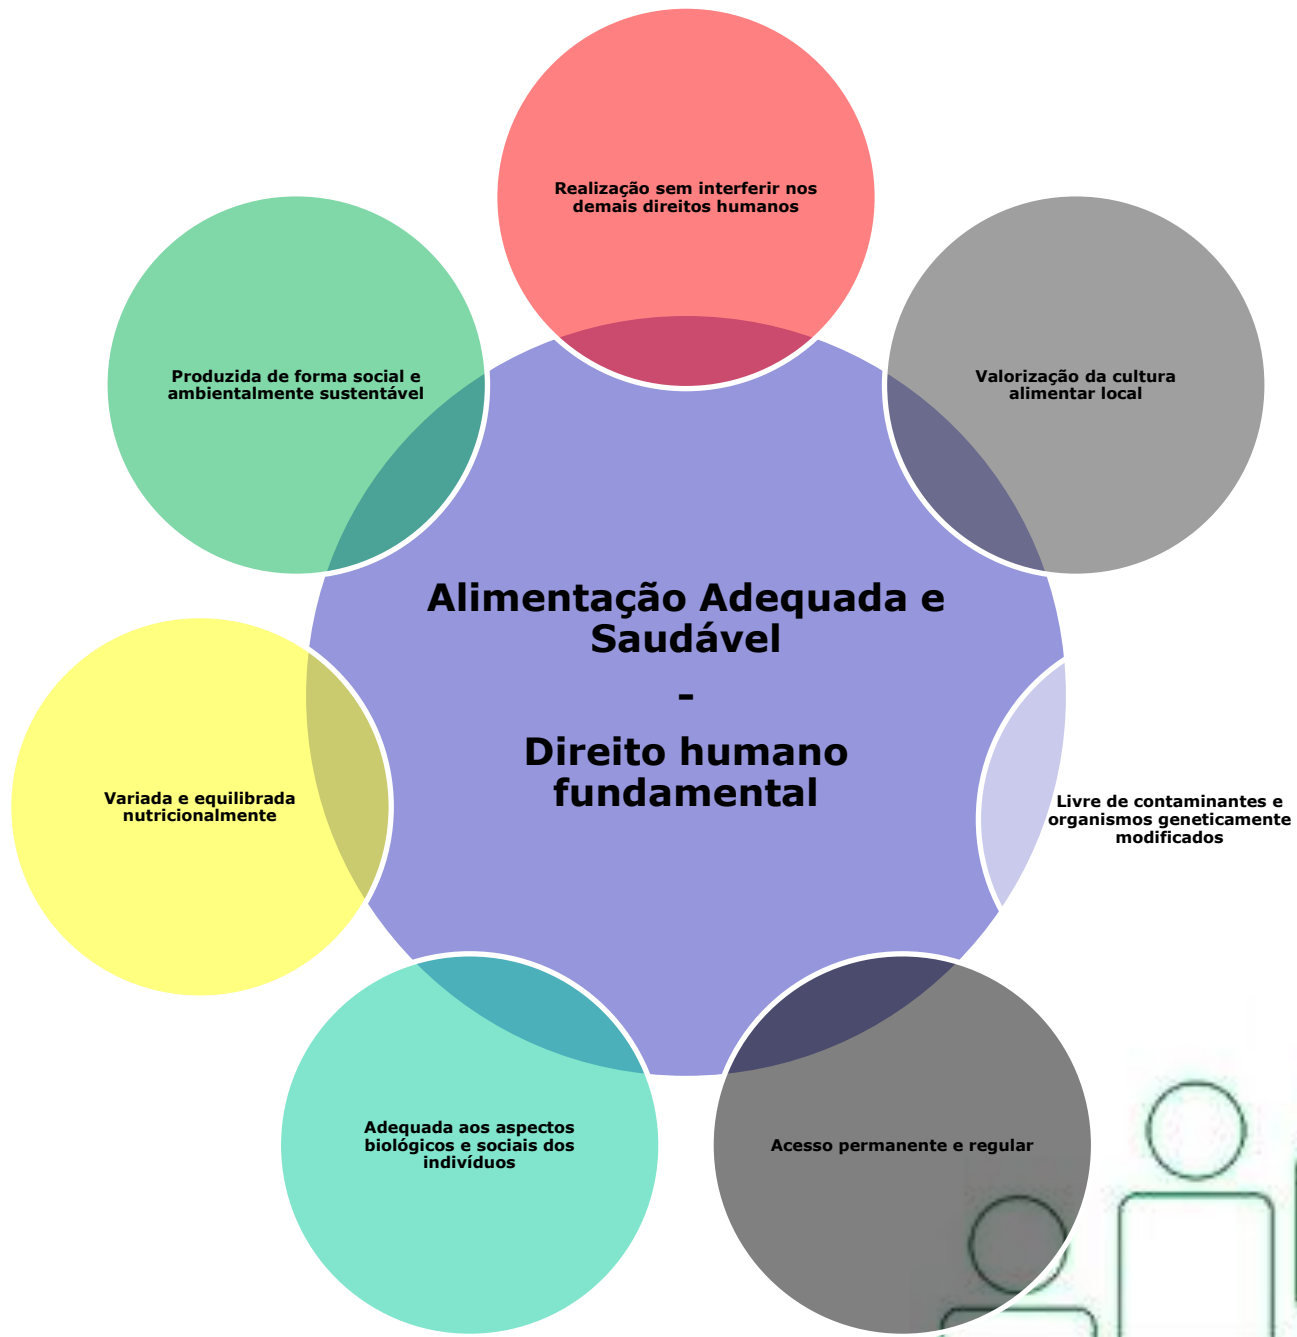 Realização sem interferir nos
demais direitos humanos
Produzida de forma social e
ambientalmente sustentável
Valorização da cultura
alimentar local
Alimentação Adequada e
Saudável
-
Direito humano
fundamental
Variada e equilibrada
nutricionalmente
Livre de contaminantes e
organismos geneticamente
modificados
Adequada aos aspectos
biológicos e sociais dos
indivíduos
Acesso permanente e regular